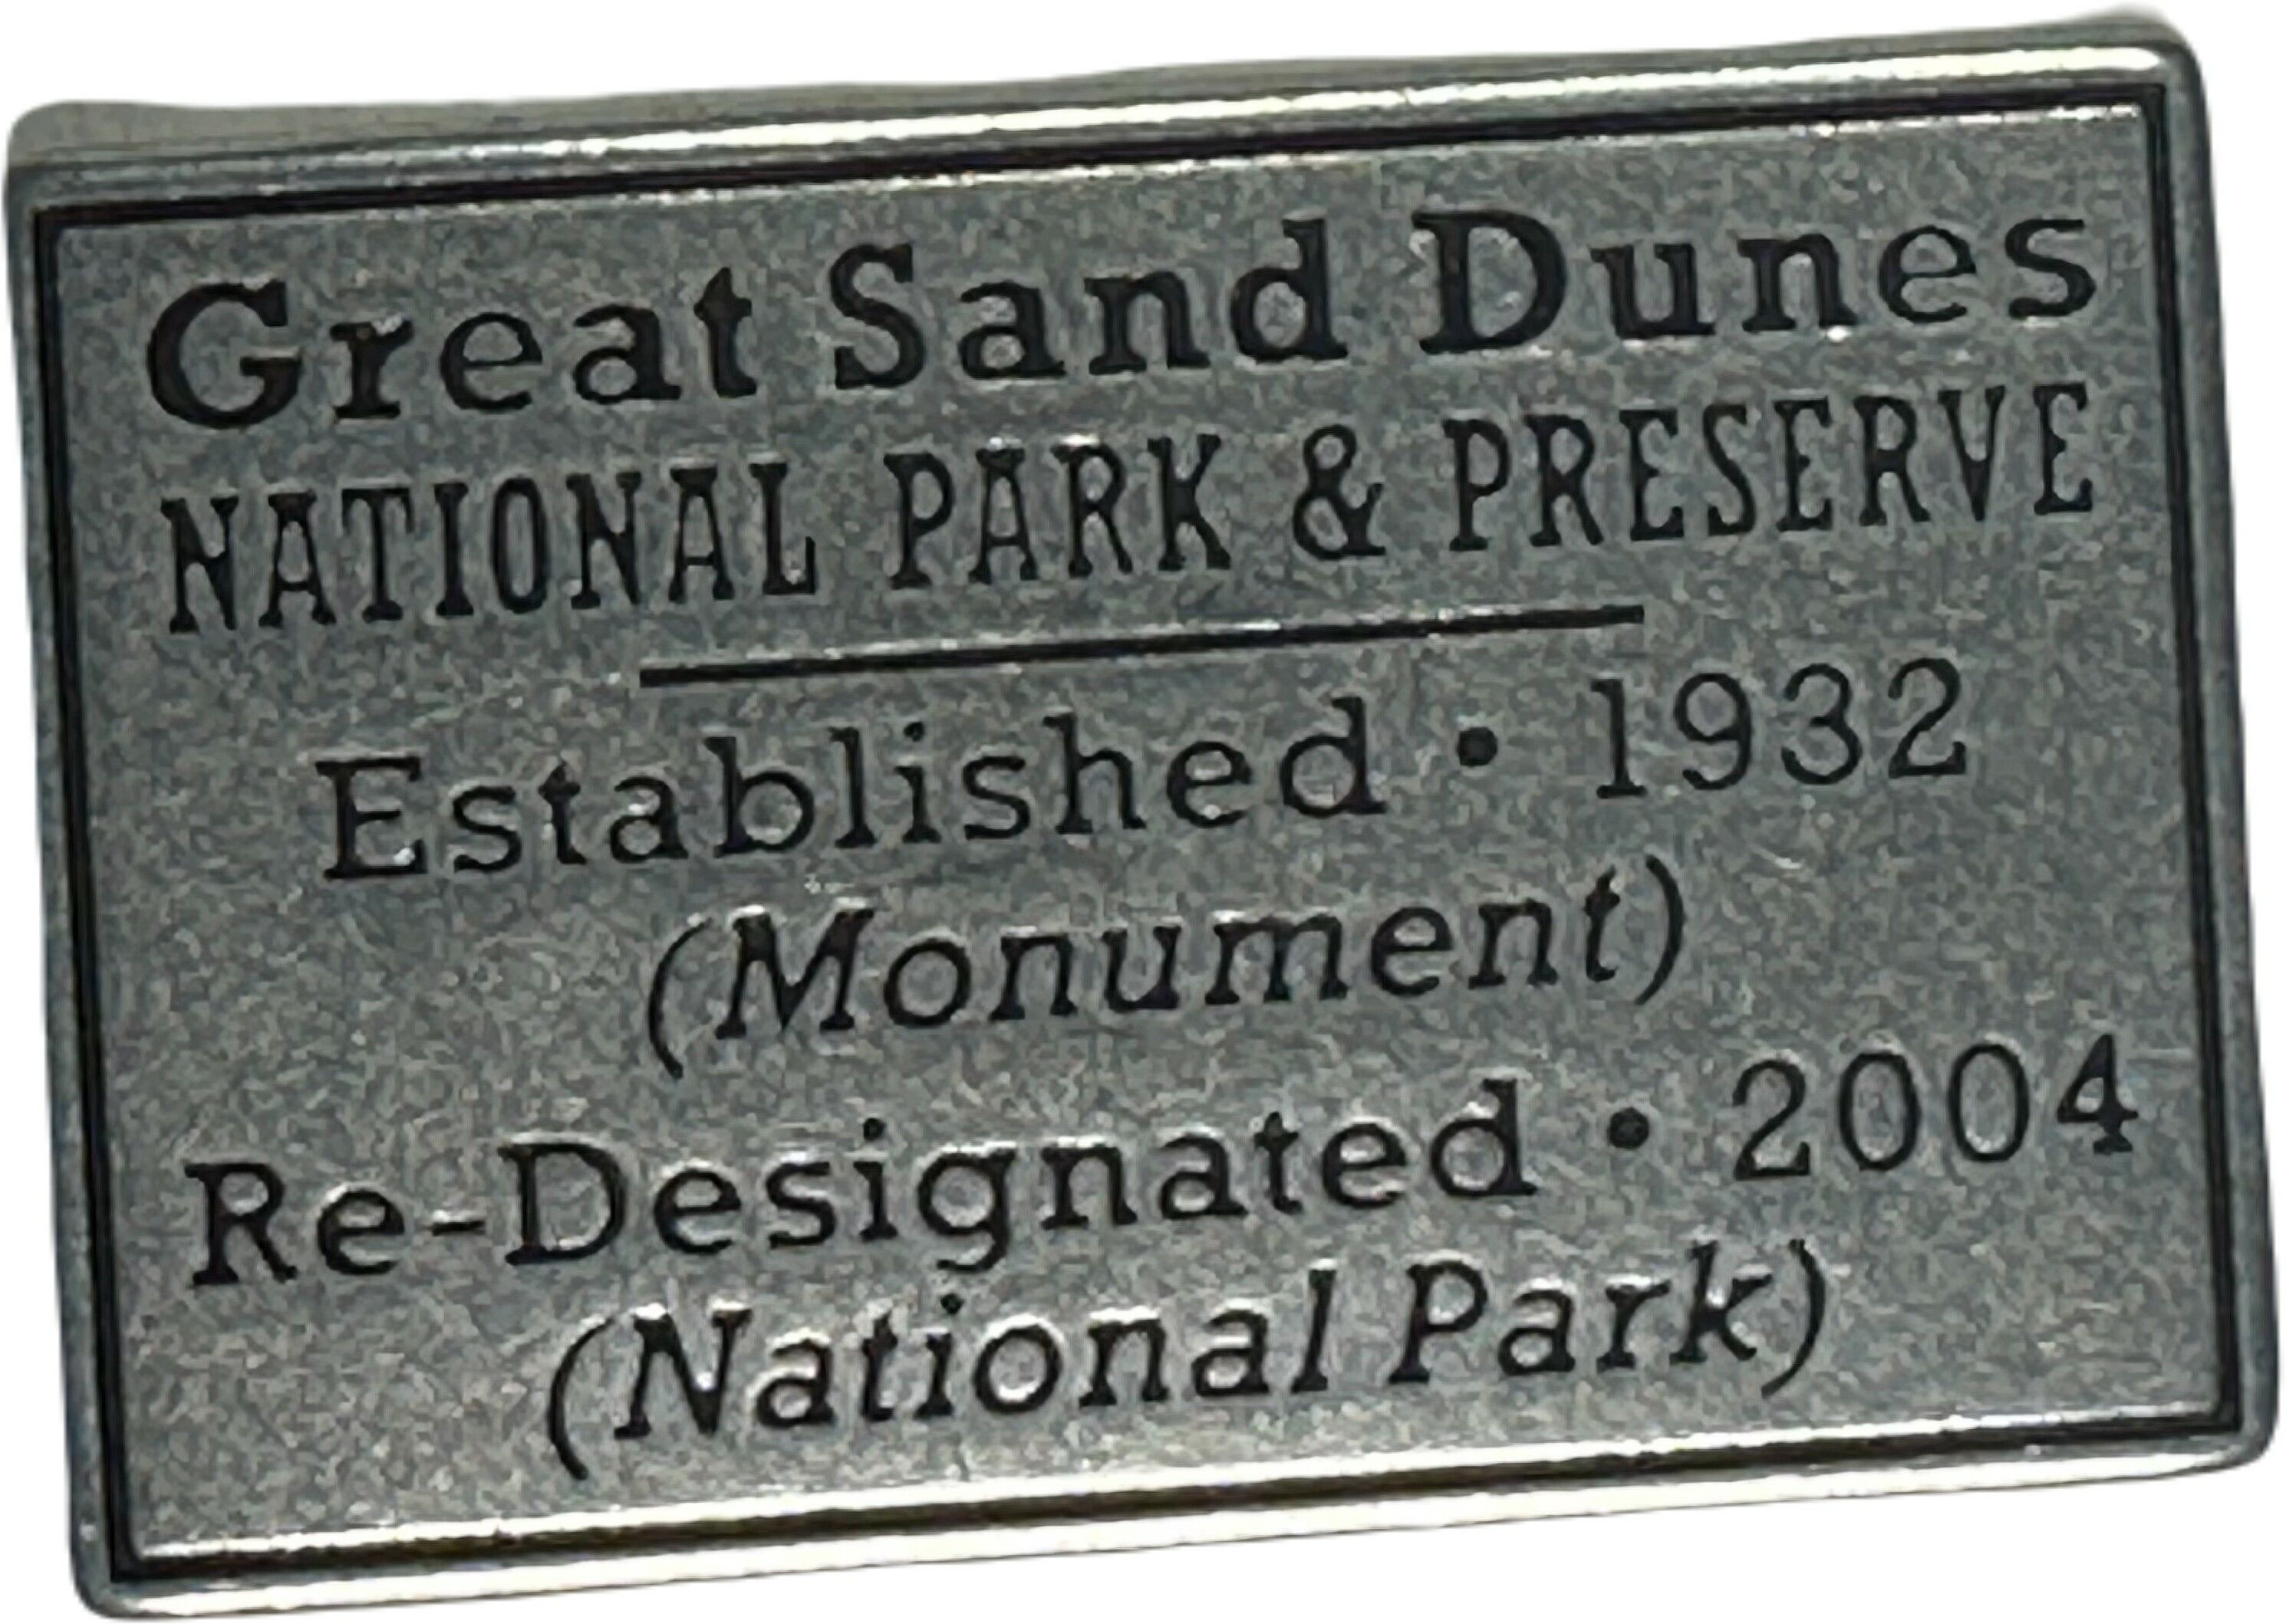 Great Sand Dunes
NATIONAL PARK & PRESERVE
Established • 1932
(Monument)
Re-Designated • 2004
(National Park)